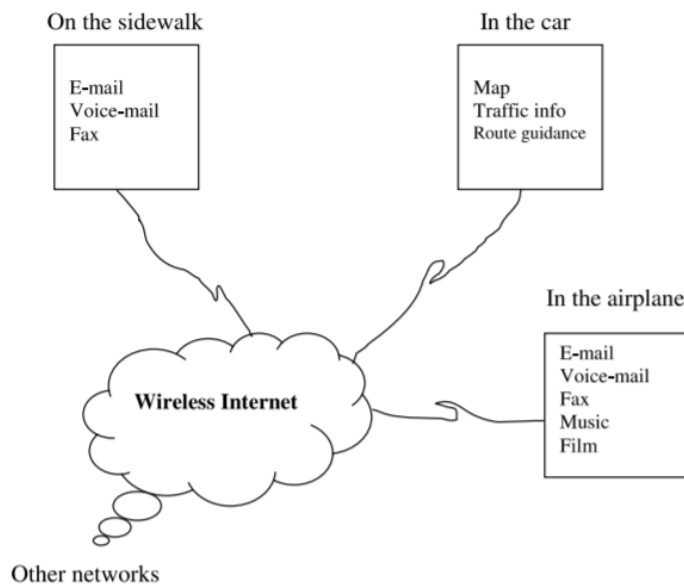 On the sidewalk
E-mail
Voice-mail
Fax
In the car
Map
Traffic info
Route guidance
In the airplane
E-mail
Voice-mail
Fax
Music
Film
Wireless Internet
Other networks